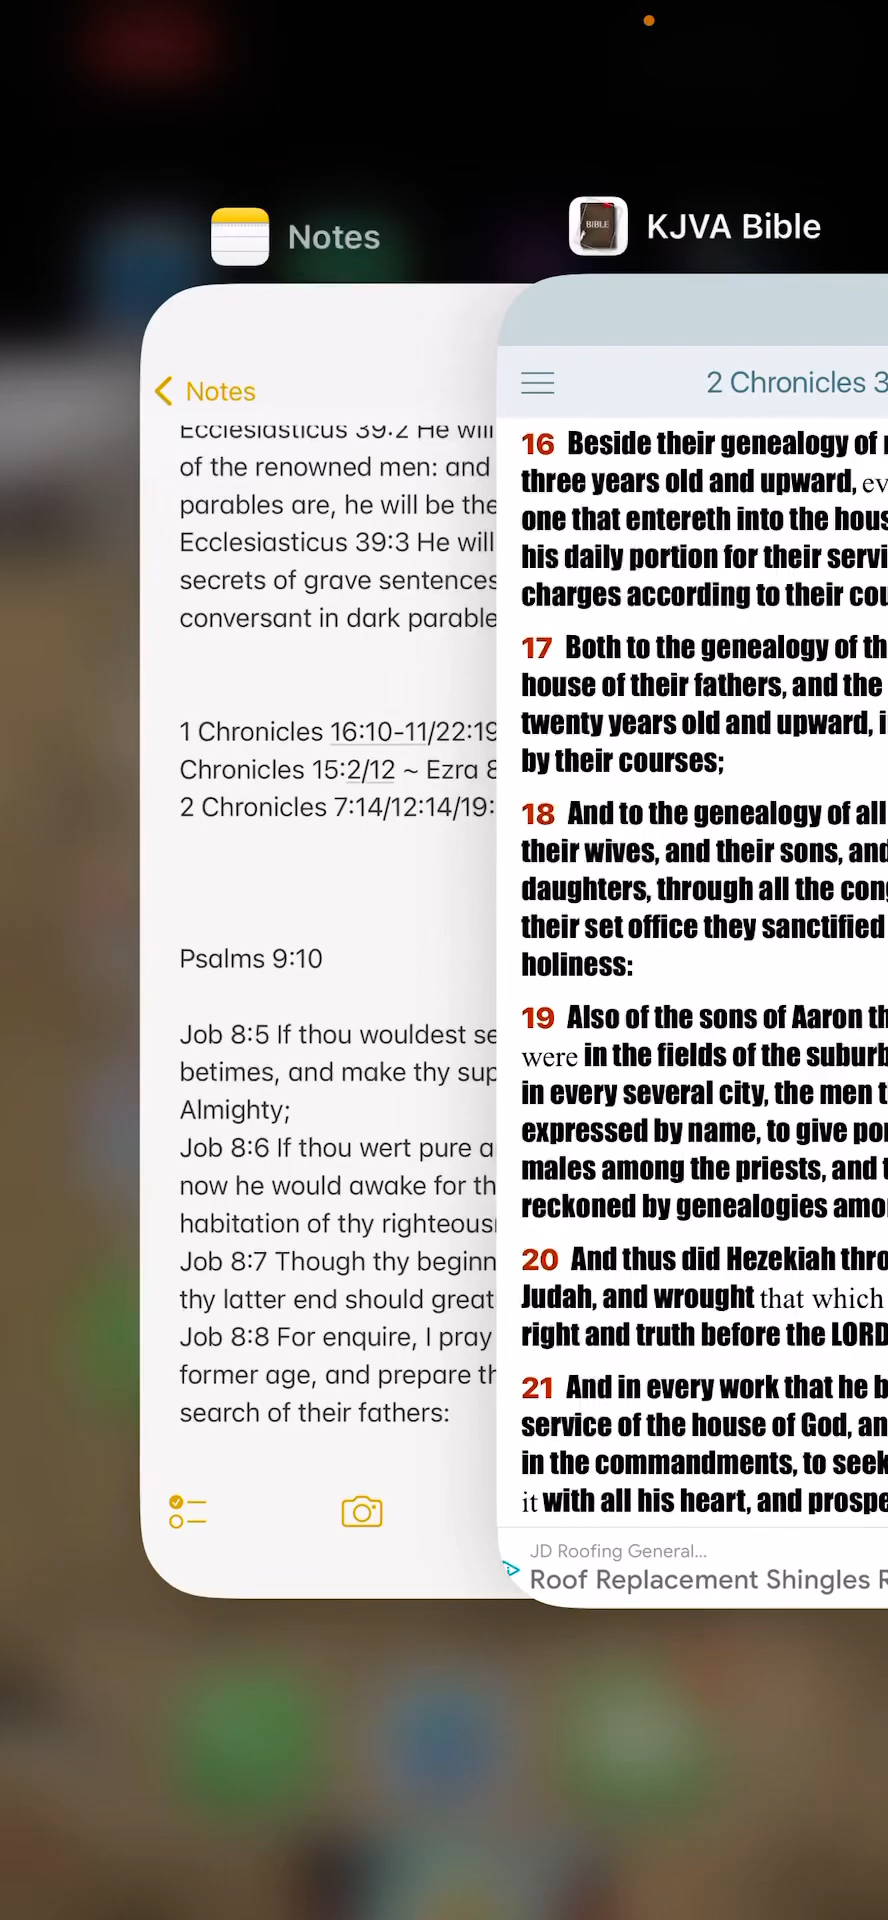 Notes
KJVA Bible
Notes
Ecclesiasticus 39:2 He will
of the renowned men: and
parables are, he will be the
Ecclesiasticus 39:3 He will
secrets of grave sentences
conversant in dark parable
1 Chronicles 16:10-11/22:19
Chronicles 15:2/12 ~ Ezra 8
2 Chronicles 7:14/12:14/19:
Psalms 9:10
Job 8:5 If thou wouldest se
betimes, and make thy sup
Almighty;
Job 8:6 If thou wert pure a
now he would awake for th
habitation of thy righteous
Job 8:7 Though thy beginn
thy latter end should great
Job 8:8 For enquire, I pray
former age, and prepare th
search of their fathers:
2 Chronicles 3
16 Beside their genealogy of
three years old and upward, ev
one that entereth into the hous
his daily portion for their servi
charges according to their cou
17 Both to the genealogy of th
house of their fathers, and the
twenty years old and upward, i
by their courses;
18 And to the genealogy of all
their wives, and their sons, and
daughters, through all the cong
their set office they sanctified
holiness:
19 Also of the sons of Aaron th
were in the fields of the suburb
in every several city, the men t
expressed by name, to give por
males among the priests, and t
reckoned by genealogies amo
20 And thus did Hezekiah thro
Judah, and wrought that which
right and truth before the LORD
21 And in every work that he b
service of the house of God, an
in the commandments, to seek
it with all his heart, and prospe
JD Roofing General...
Roof Replacement Shingles R